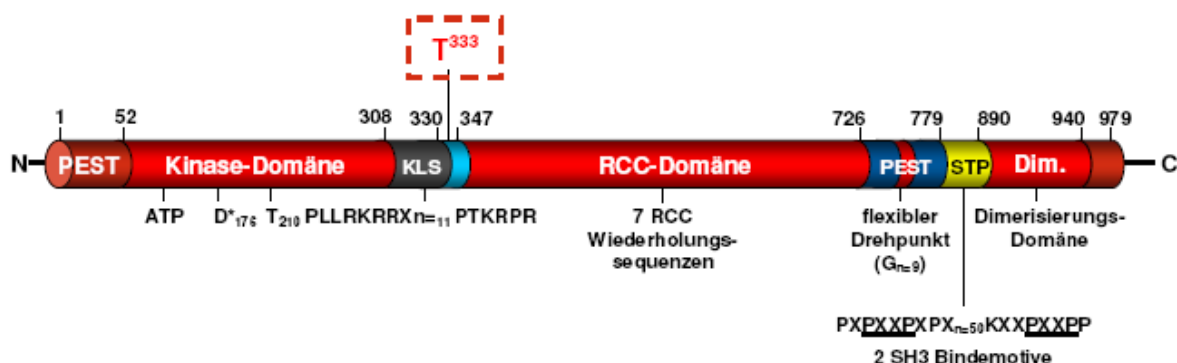 T³³³
1 52 308 330 347 726 779 890 940 979
N PEST Kinase-Domäne KLS RCC-Domäne PEST STP Dim. C
ATP D*₁₇₆ T₂₁₀ PLLRKRRXn=₁₁ PTKRPR
7 RCC
Wiederholungs-
sequenzen
flexibler
Drehpunkt
(Gₙ₌₉)
Dimerisierungs-
Domäne
PXPXXPXPXₙ₌₅₀KXXPXXPP
2 SH3 Bindemotive